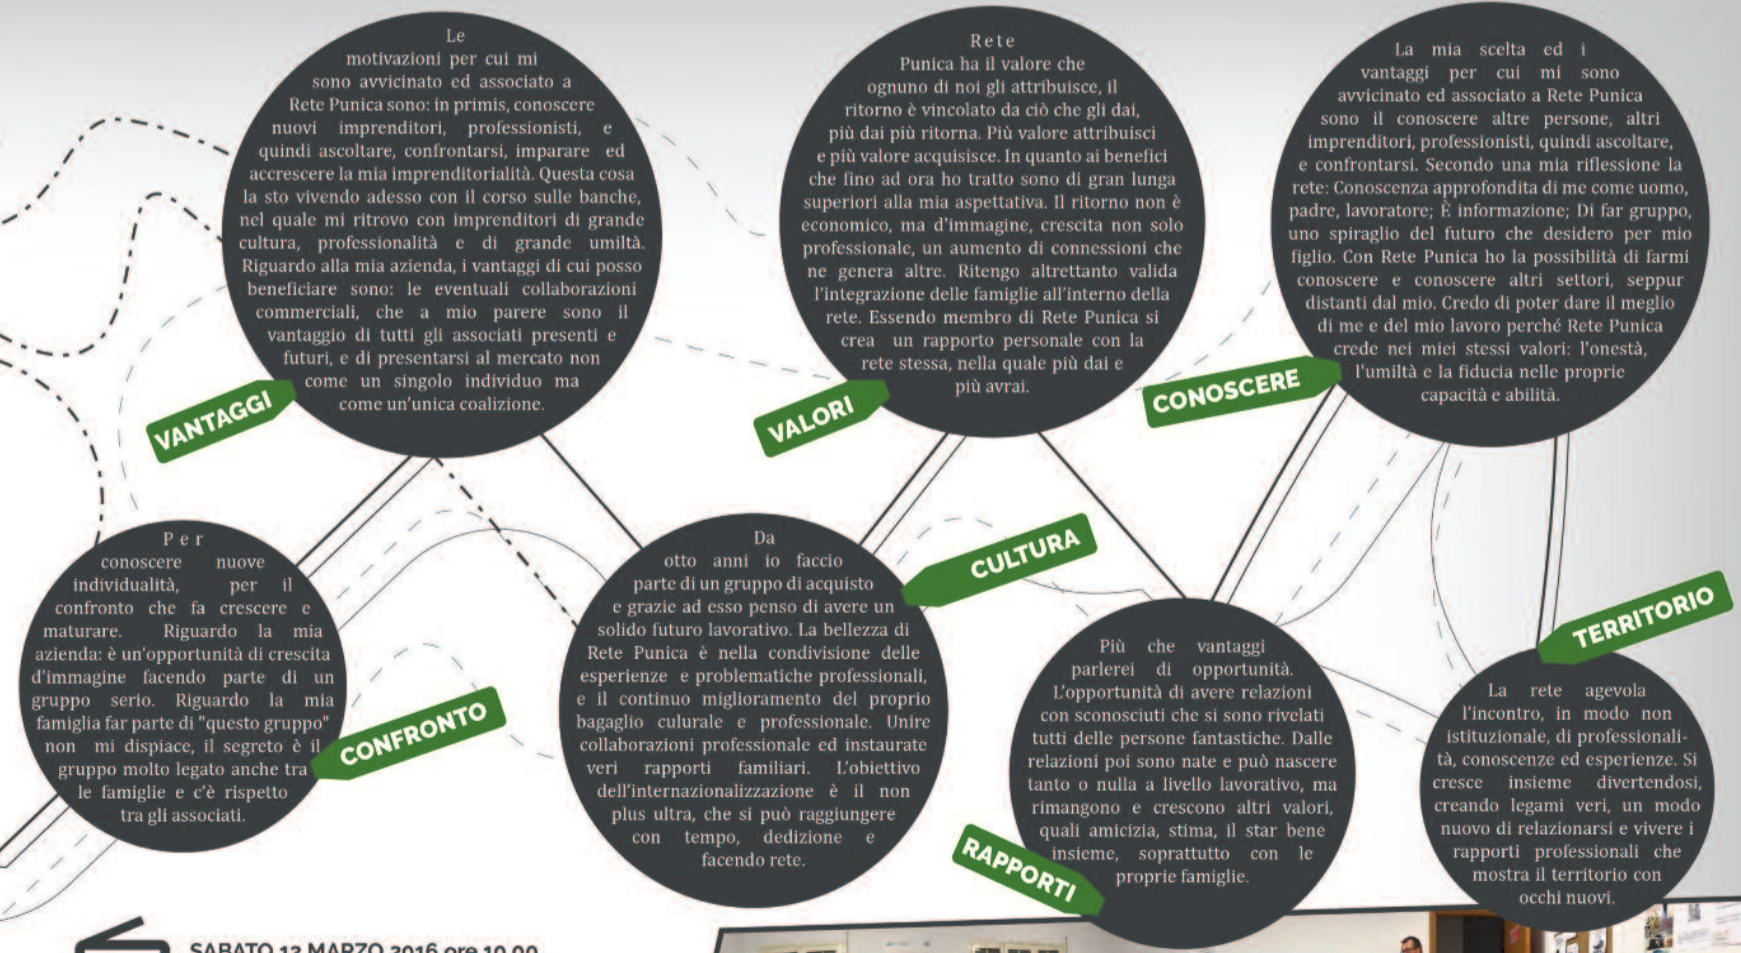 Le
motivazioni per cui mi
sono avvicinato ed associato a
Rete Punica sono: in primis, conoscere
nuovi imprenditori, professionisti, e
quindi ascoltare, confrontarsi, imparare ed
accrescere la mia imprenditorialità. Questa cosa
la sto vivendo adesso con il corso sulle banche,
nel quale mi ritrovo con imprenditori di grande
cultura, professionalità e di grande umiltà.
Riguardo alla mia azienda, i vantaggi di cui posso
beneficiare sono: le eventuali collaborazioni
commerciali, che a mio parere sono il
vantaggio di tutti gli associati presenti e
futuri, e di presentarsi al mercato non
come un singolo individuo ma
come un'unica coalizione.
VANTAGGI
Rete
Punica ha il valore che
ognuno di noi gli attribuisce, il
ritorno è vincolato da ciò che gli dai,
più dai più ritorna. Più valore attribuisci
e più valore acquisisce. In quanto ai benefici
che fino ad ora ho tratto sono di gran lunga
superiori alla mia aspettativa. Il ritorno non è
economico, ma d'immagine, crescita non solo
professionale, un aumento di connessioni che
ne genera altre. Ritengo altrettanto valida
l'integrazione delle famiglie all'interno della
rete. Essendo membro di Rete Punica si
crea un rapporto personale con la
rete stessa, nella quale più dai e
più avrai.
VALORI
La mia scelta ed i
vantaggi per cui mi sono
avvicinato ed associato a Rete Punica
sono il conoscere altre persone, altri
imprenditori, professionisti, quindi ascoltare,
e confrontarsi. Secondo una mia riflessione la
rete: Conoscenza approfondita di me come uomo,
padre, lavoratore; È informazione; Di far gruppo,
uno spiraglio del futuro che desidero per mio
figlio. Con Rete Punica ho la possibilità di farmi
conoscere e conoscere altri settori, seppur
distanti dal mio. Credo di poter dare il meglio
di me e del mio lavoro perché Rete Punica
crede nei miei stessi valori: l'onestà,
l'umiltà e la fiducia nelle proprie
capacità e abilità.
CONOSCERE
Per
conoscere nuove
individualità, per il
confronto che fa crescere e
maturare. Riguardo la mia
azienda: è un'opportunità di crescita
d'immagine facendo parte di un
gruppo serio. Riguardo la mia
famiglia far parte di "questo gruppo"
non mi dispiace, il segreto è il
gruppo molto legato anche tra
le famiglie e c'è rispetto
tra gli associati.
CONFRONTO
Da
otto anni io faccio
parte di un gruppo di acquisto
e grazie ad esso penso di avere un
solido futuro lavorativo. La bellezza di
Rete Punica è nella condivisione delle
esperienze e problematiche professionali,
e il continuo miglioramento del proprio
bagaglio culurale e professionale. Unire
collaborazioni professionale ed instaurate
veri rapporti familiari. L'obiettivo
dell'internazionalizzazione è il non
plus ultra, che si può raggiungere
con tempo, dedizione e
facendo rete.
CULTURA
Più che vantaggi
parlerei di opportunità.
L'opportunità di avere relazioni
con sconosciuti che si sono rivelati
tutti delle persone fantastiche. Dalle
relazioni poi sono nate e può nascere
tanto o nulla a livello lavorativo, ma
rimangono e crescono altri valori,
quali amicizia, stima, il star bene
insieme, soprattutto con le
proprie famiglie.
RAPPORTI
La rete agevola
l'incontro, in modo non
istituzionale, di professionali-
tà, conoscenze ed esperienze. Si
cresce insieme divertendosi,
creando legami veri, un modo
nuovo di relazionarsi e vivere i
rapporti professionali che
mostra il territorio con
occhi nuovi.
TERRITORIO
SABATO 12 MARZO 2016 ore 10.00